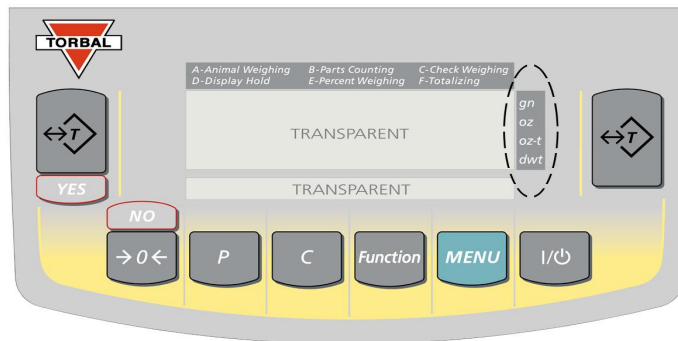 TORBAL
A-Animal Weighing B-Parts Counting C-Check Weighing
D-Display Hold E-Percent Weighing F-Totalizing
TRANSPARENT
gn
oz
oz-t
dwt
↔T
↔T
YES
TRANSPARENT
NO
→0← P C Function MENU I/⏻